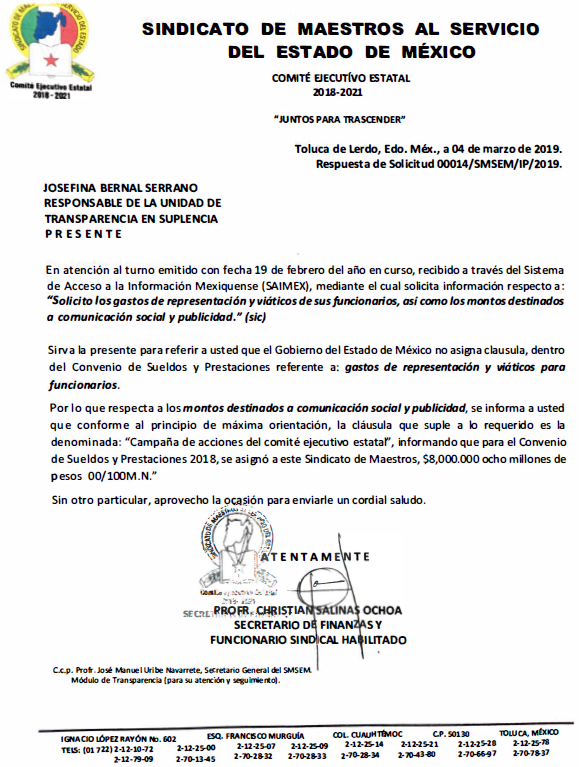 SINDICATO DE MAESTROS AL SERVICIO
DEL ESTADO DE MÉXICO
COMITÉ EJECUTÍVO ESTATAL
2018-2021
Comité Ejecutivo Estatal
2018 - 2021
"JUNTOS PARA TRASCENDER"
Toluca de Lerdo, Edo. Méx., a 04 de marzo de 2019.
Respuesta de Solicitud 00014/SMSEM/IP/2019.
JOSEFINA BERNAL SERRANO
RESPONSABLE DE LA UNIDAD DE
TRANSPARENCIA EN SUPLENCIA
P R E S E N T E
En atención al turno emitido con fecha 19 de febrero del año en curso, recibido a través del Sistema
de Acceso a la Información Mexiquense (SAIMEX), mediante el cual solicita información respecto a:
"Solicito los gastos de representación y viáticos de sus funcionarios, así como los montos destinados
a comunicación social y publicidad." (sic)
Sirva la presente para referir a usted que el Gobierno del Estado de México no asigna clausula, dentro
del Convenio de Sueldos y Prestaciones referente a: gastos de representación y viáticos para
funcionarios.
Por lo que respecta a los montos destinados a comunicación social y publicidad, se informa a usted
que conforme al principio de máxima orientación, la cláusula que suple a lo requerido es la
denominada: "Campaña de acciones del comité ejecutivo estatal", informando que para el Convenio
de Sueldos y Prestaciones 2018, se asignó a este Sindicato de Maestros, $8,000.000 ocho millones de
pesos 00/100M.N."
Sin otro particular, aprovecho la ocasión para enviarle un cordial saludo.
A T E N T A M E N T E
PROFR. CHRISTIAN SALINAS OCHOA
SECRETARIO DE FINANZAS Y
FUNCIONARIO SINDICAL HABILITADO
C.c.p. Profr. José Manuel Uribe Navarrete, Secretario General del SMSEM.
Módulo de Transparencia (para su atención y seguimiento).
IGNACIO LÓPEZ RAYÓN No. 602 ESQ. FRANCISCO MURGUÍA COL. CUAUHTÉMOC C.P. 50130 TOLUCA, MÉXICO
TELS: (01 722) 2-12-10-72 2-12-25-00 2-12-25-07 2-12-25-09 2-12-25-14 2-12-25-21 2-12-25-28 2-12-25-78
2-12-79-09 2-70-13-45 2-70-28-32 2-70-28-33 2-70-28-34 2-70-43-80 2-70-66-97 2-70-78-37